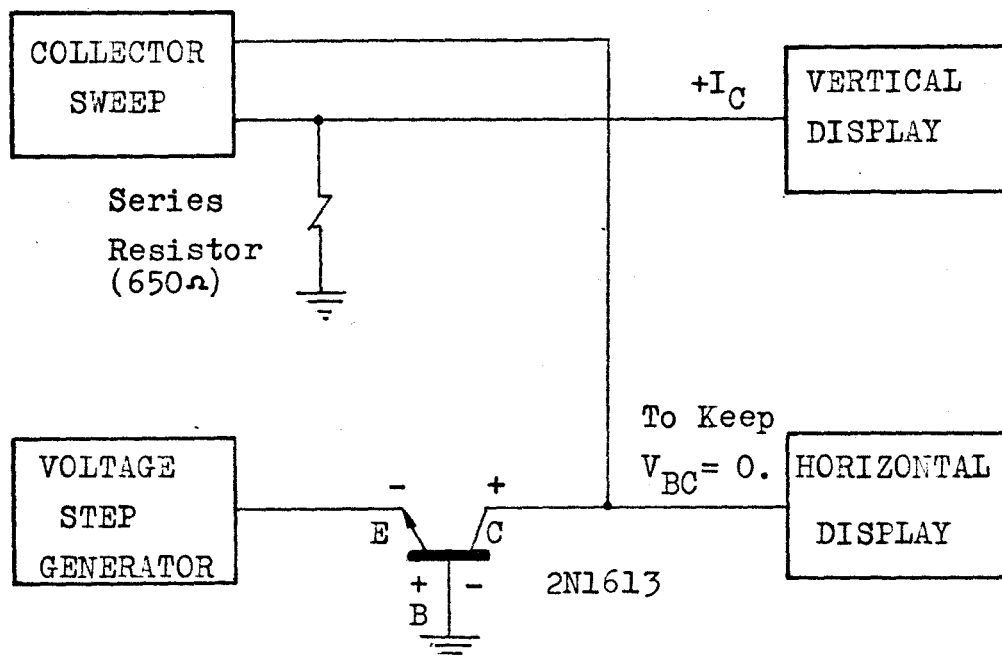 COLLECTOR
SWEEP
+I_C
VERTICAL
DISPLAY
Series
Resistor
(650Ω)
To Keep
V_BC = 0.
VOLTAGE
STEP
GENERATOR
- +
E C
+ -
B
2N1613
HORIZONTAL
DISPLAY